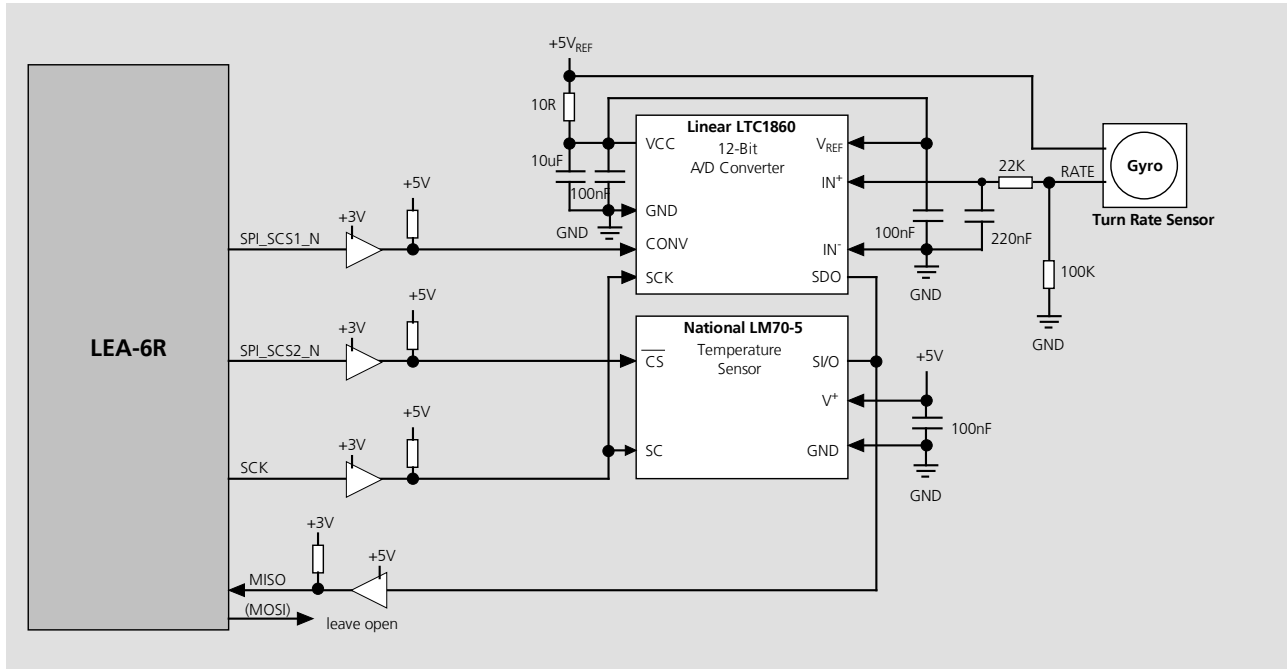 +5VREF
10R
10uF
100nF
GND
Linear LTC1860
12-Bit
A/D Converter
VCC
GND
CONV
SCK
VREF
IN+
IN-
SDO
22K
RATE
Gyro
Turn Rate Sensor
100nF
220nF
GND
100K
GND
LEA-6R
SPI_SCS1_N
+3V
+5V
SPI_SCS2_N
+3V
+5V
SCK
+3V
+5V
National LM70-5
Temperature
Sensor
CS
SC
SI/O
V+
GND
+5V
100nF
GND
MISO
+3V
+5V
(MOSI)
leave open